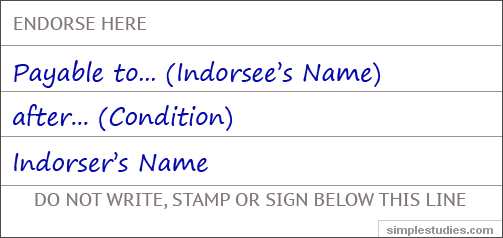 ENDORSE HERE
Payable to... (Indorsee's Name)
after... (Condition)
Indorser's Name
DO NOT WRITE, STAMP OR SIGN BELOW THIS LINE
simplestudies.com